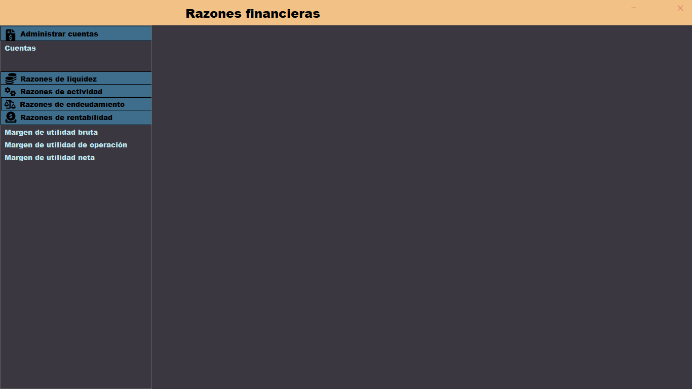 Razones financieras
Administrar cuentas
Cuentas
Razones de liquidez
Razones de actividad
Razones de endeudamiento
Razones de rentabilidad
Margen de utilidad bruta
Margen de utilidad de operación
Margen de utilidad neta